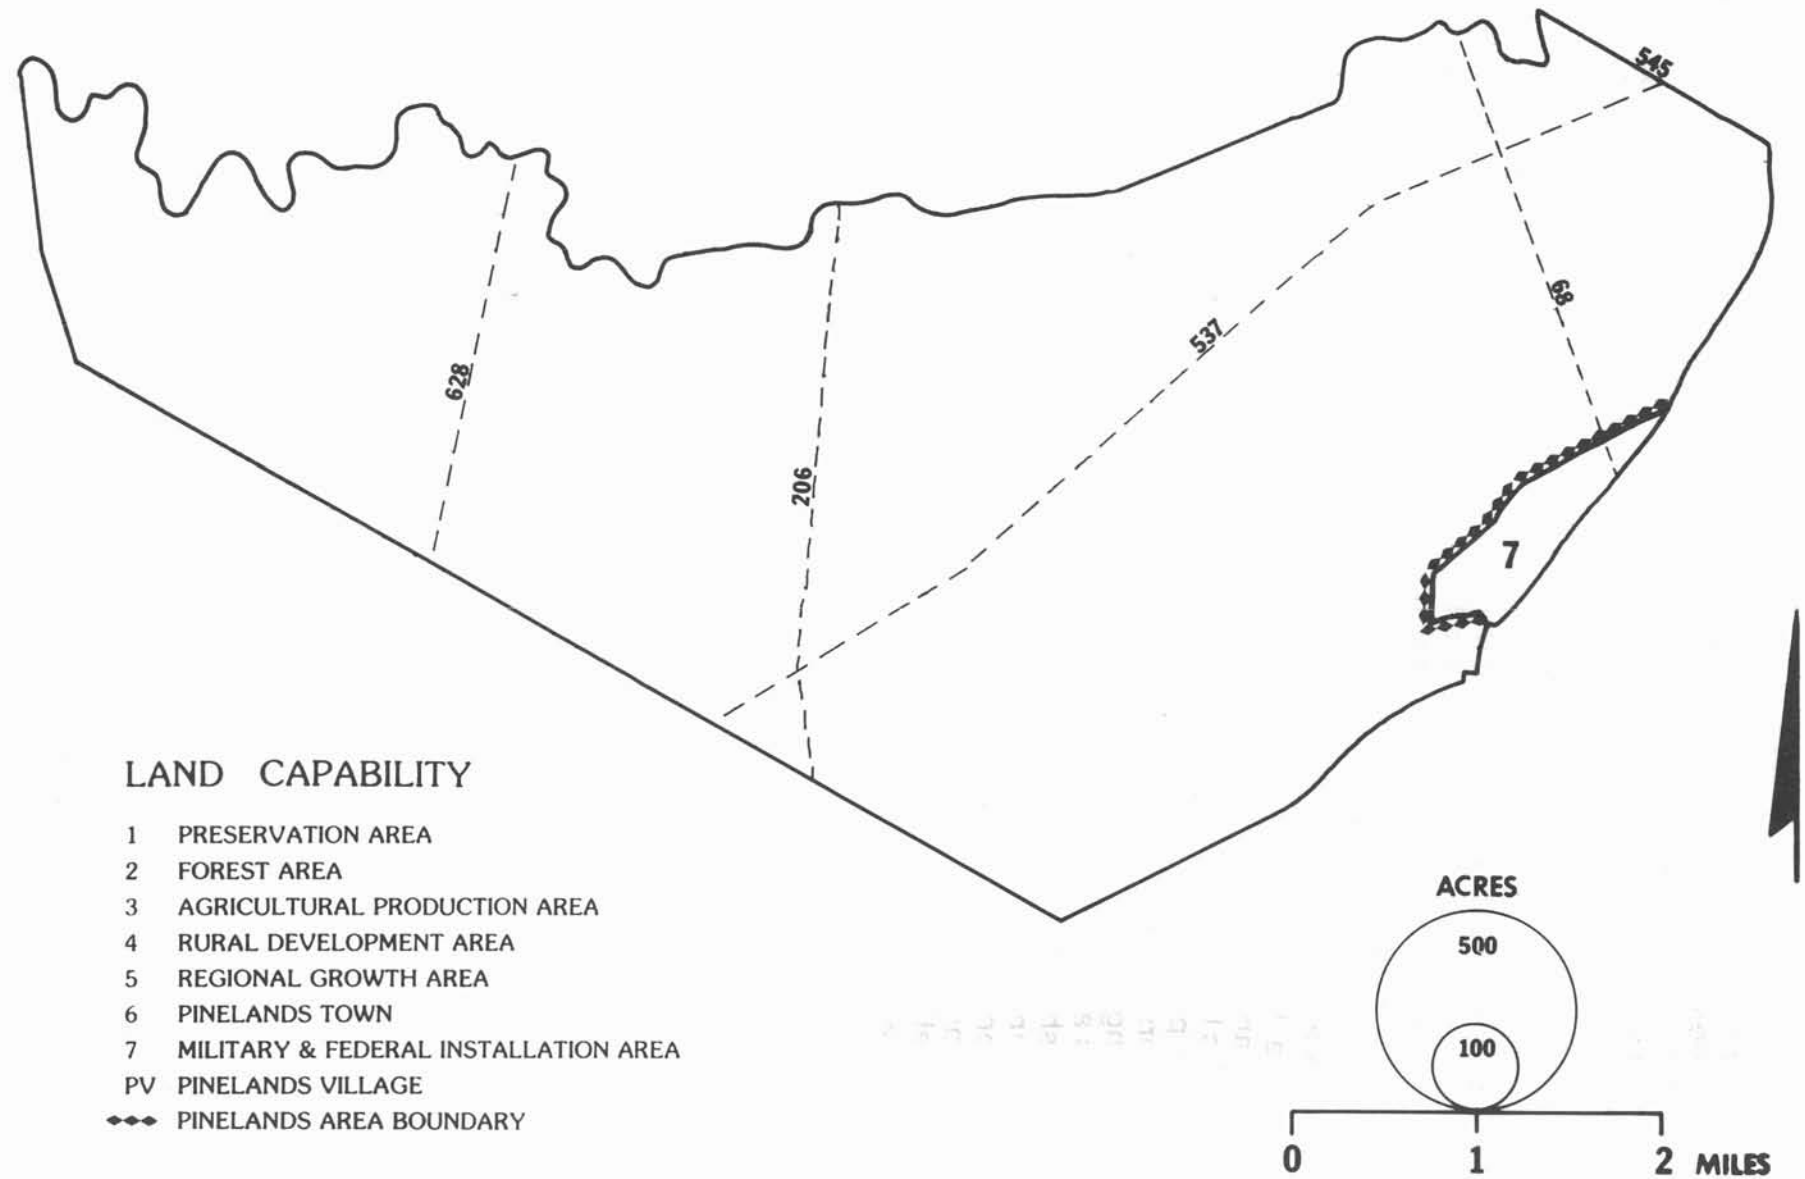 545
68
537
628
206
7
LAND CAPABILITY
1 PRESERVATION AREA
2 FOREST AREA
3 AGRICULTURAL PRODUCTION AREA
4 RURAL DEVELOPMENT AREA
5 REGIONAL GROWTH AREA
6 PINELANDS TOWN
7 MILITARY & FEDERAL INSTALLATION AREA
PV PINELANDS VILLAGE
PINELANDS AREA BOUNDARY
ACRES
500
100
0 1 2 MILES